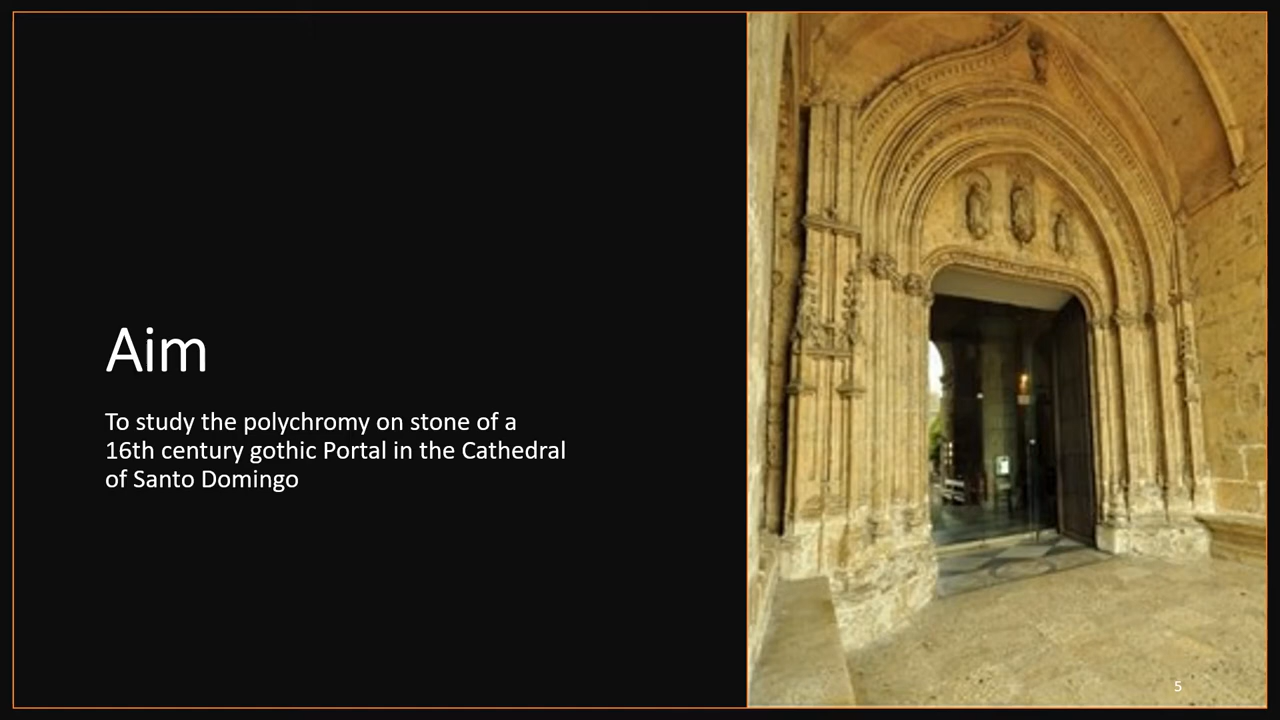 Aim
To study the polychromy on stone of a
16th century gothic Portal in the Cathedral
of Santo Domingo
5